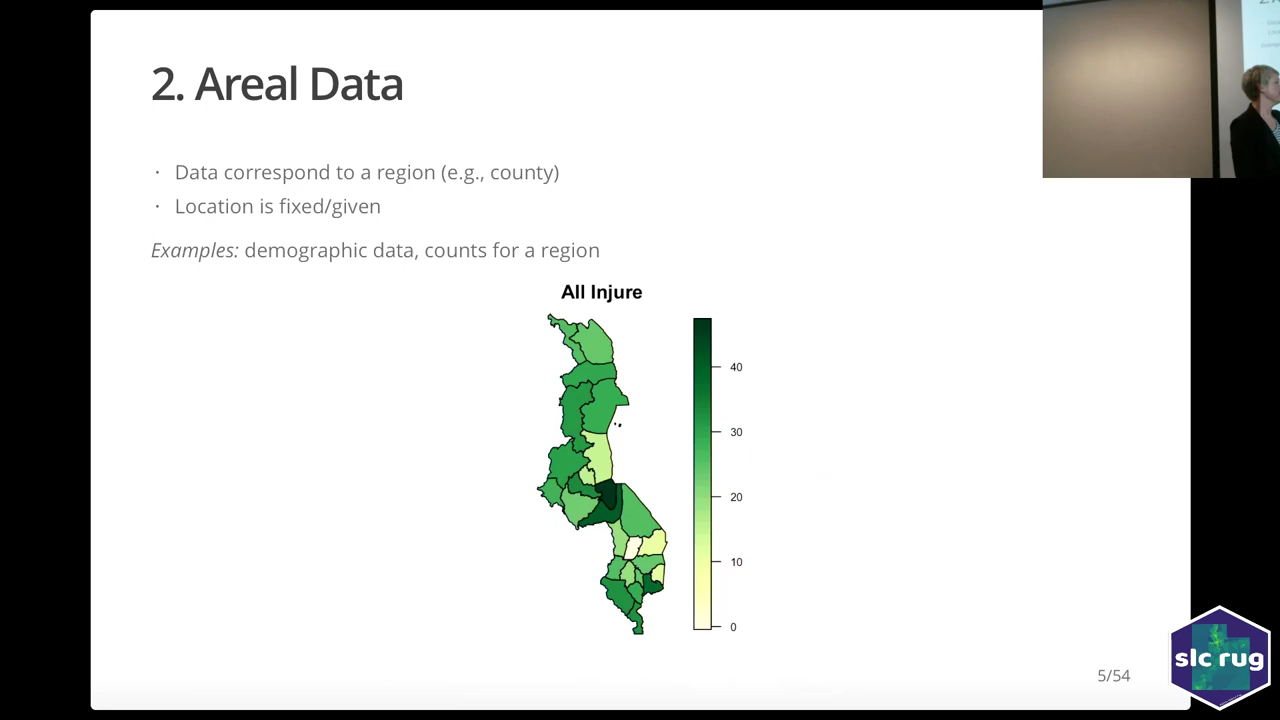 2. Areal Data
· Data correspond to a region (e.g., county)
· Location is fixed/given
Examples: demographic data, counts for a region
All Injure
40
30
20
10
0
5/54
slc rug